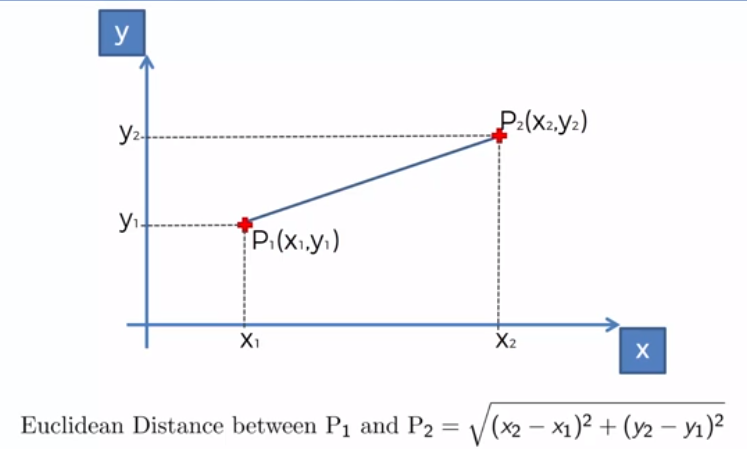 y
y₂
P₂(x₂,y₂)
y₁
P₁(x₁,y₁)
x₁
x₂
x
Euclidean Distance between P₁ and P₂ = √((x₂ − x₁)² + (y₂ − y₁)²)